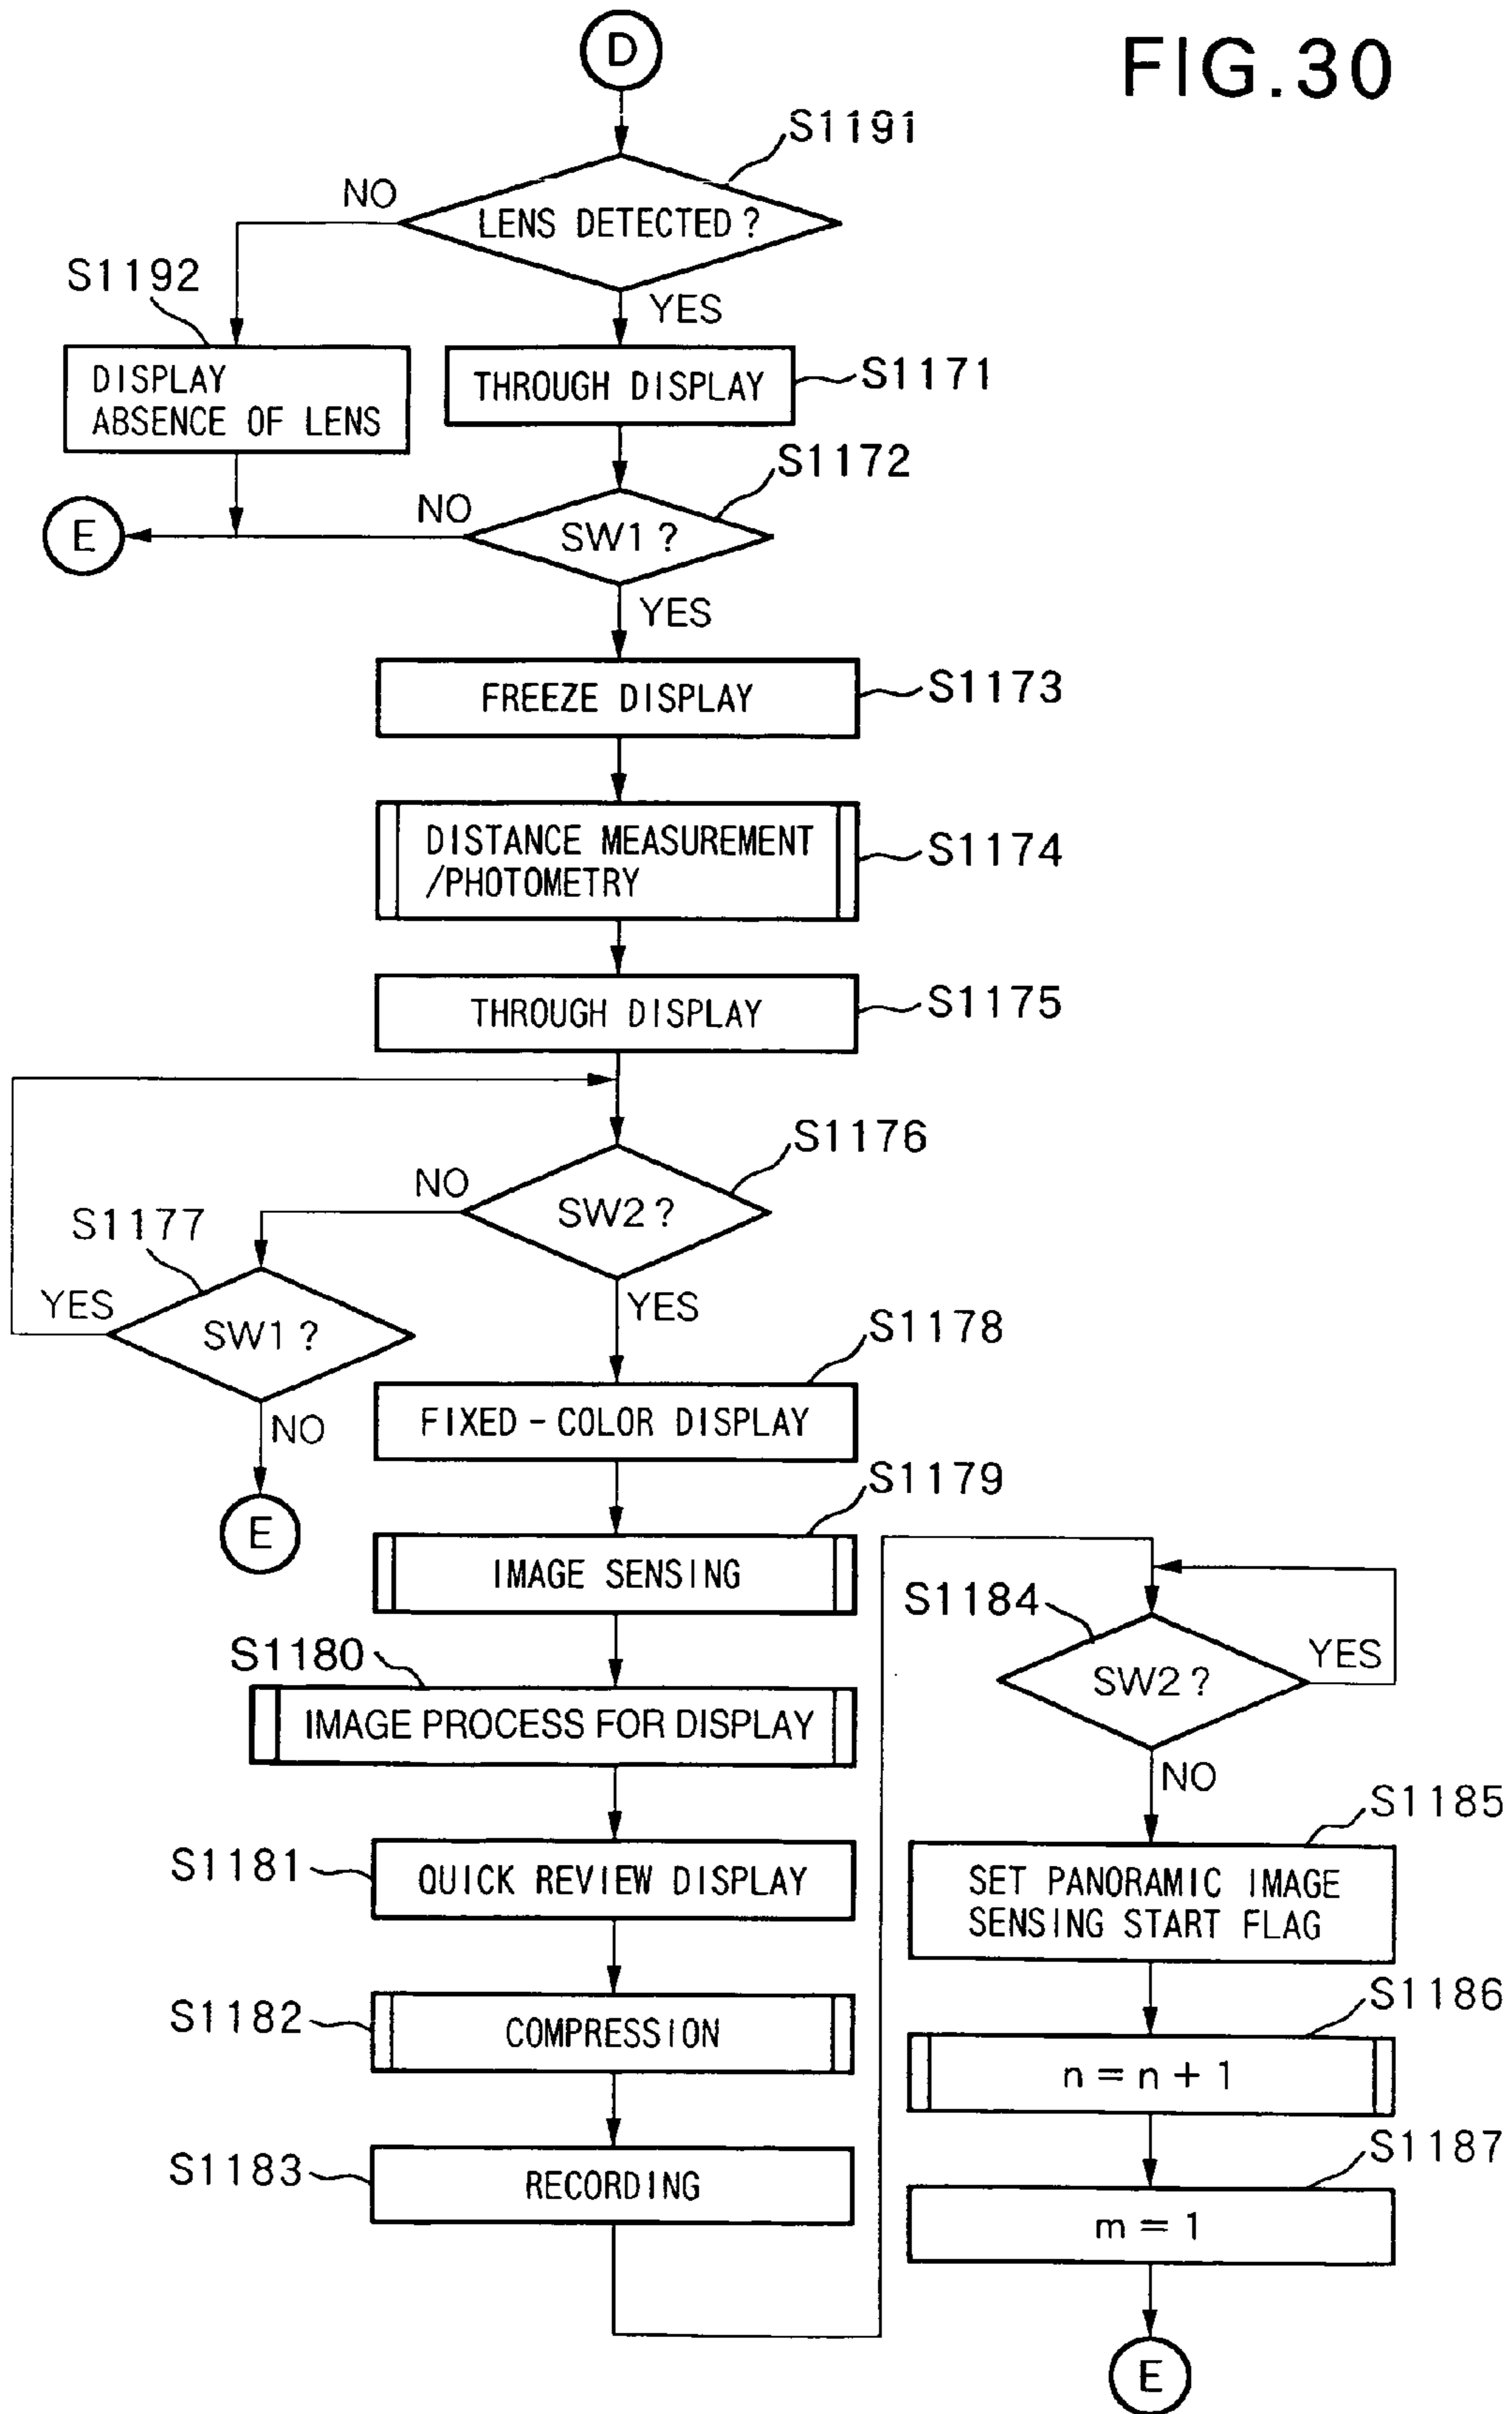 FIG.30
D
S1191
NO
LENS DETECTED?
S1192
YES
DISPLAY
ABSENCE OF LENS
THROUGH DISPLAY
S1171
S1172
NO
E
SW1?
YES
FREEZE DISPLAY
S1173
DISTANCE MEASUREMENT
/PHOTOMETRY
S1174
THROUGH DISPLAY
S1175
S1176
NO
SW2?
S1177
YES
YES
SW1?
S1178
NO
FIXED-COLOR DISPLAY
S1179
E
IMAGE SENSING
S1184
S1180
YES
SW2?
IMAGE PROCESS FOR DISPLAY
NO
S1185
S1181
QUICK REVIEW DISPLAY
SET PANORAMIC IMAGE
SENSING START FLAG
S1186
S1182
COMPRESSION
n = n + 1
S1187
S1183
RECORDING
m = 1
E